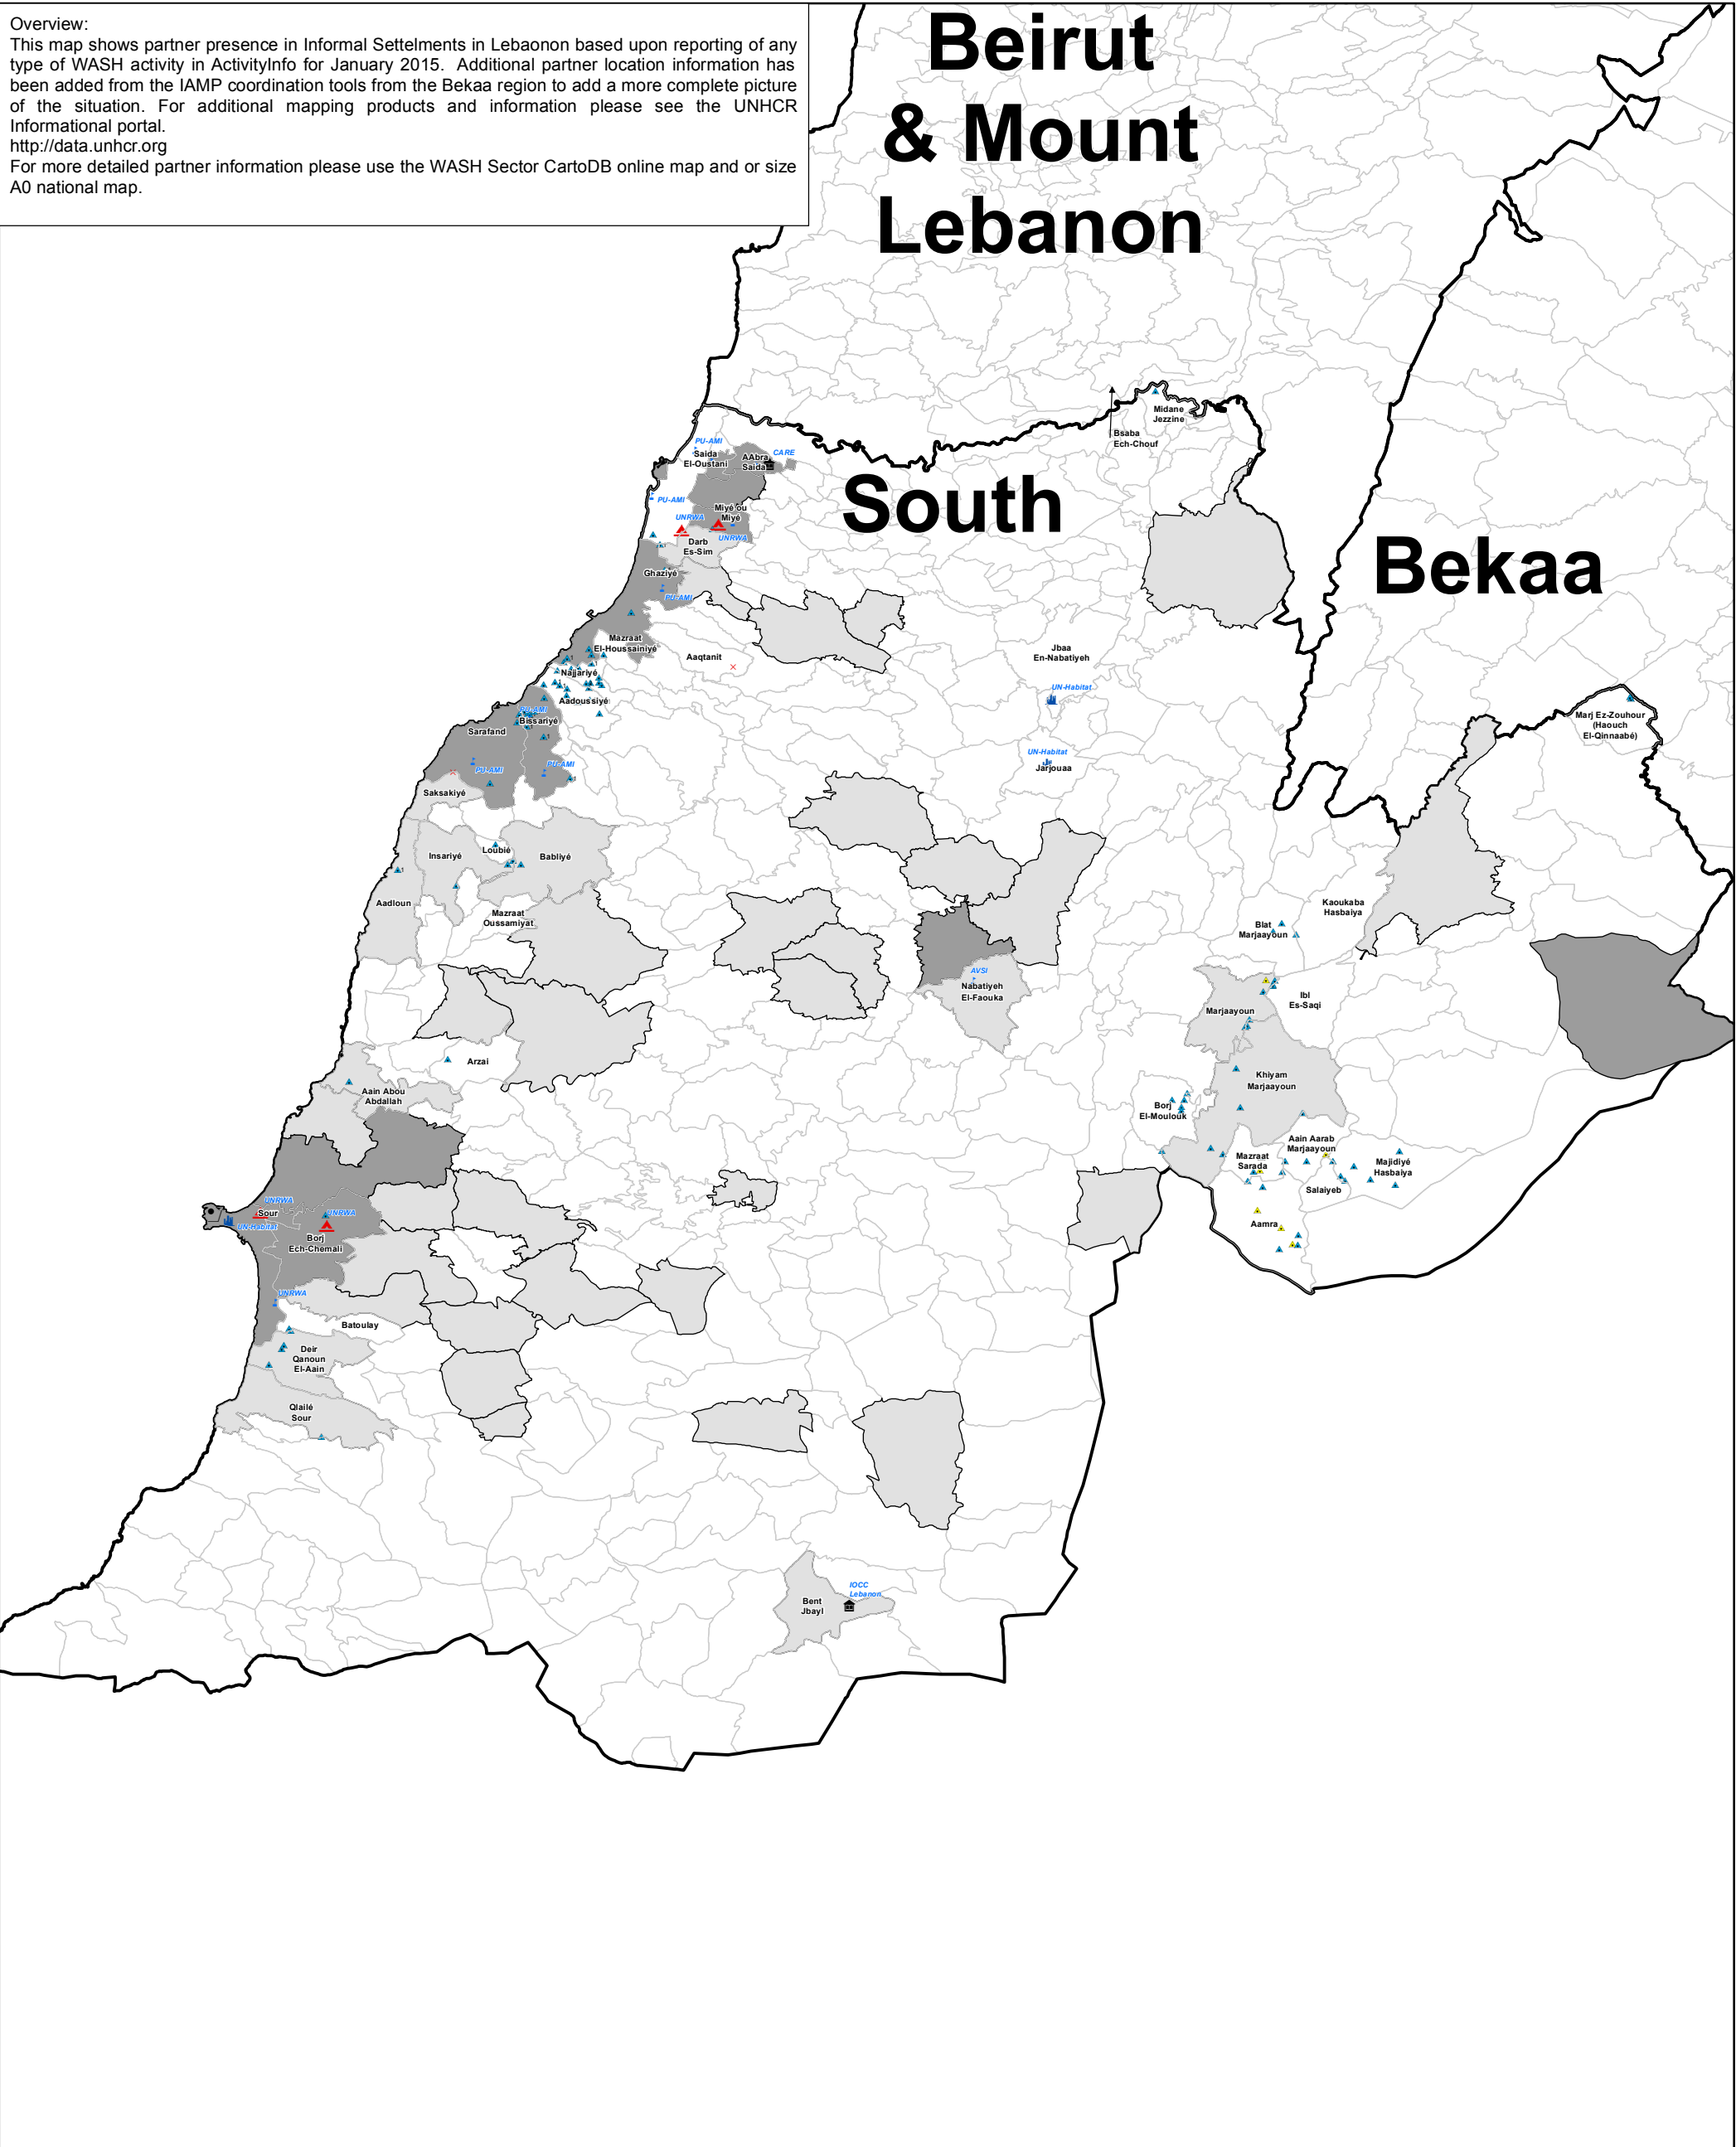 Overview:
This map shows partner presence in Informal Settelments in Lebaonon based upon reporting of any
type of WASH activity in ActivityInfo for January 2015. Additional partner location information has
been added from the IAMP coordination tools from the Bekaa region to add a more complete picture
of the situation. For additional mapping products and information please see the UNHCR
Informational portal.
http://data.unhcr.org
For more detailed partner information please use the WASH Sector CartoDB online map and or size
A0 national map.
Beirut
& Mount
Lebanon
South
Bekaa
Midane
Jezzine
Bsaba
Ech-Chouf
PU-AMI
Saida
El-Oustani
AAbra
Saida
CARE
PU-AMI
Miyé ou
Miyé
UNRWA
UNRWA
Darb
Es-Sim
Ghaziyé
PU-AMI
Mazraat
El-Houssainiyé
Aaqtanit
Jbaa
En-Nabatiyeh
UN-Habitat
Najjariyé
Aadoussiyé
PU-AMI
Bissariyé
Sarafand
PU-AMI
PU-AMI
UN-Habitat
Jarjouaa
Marj Ez-Zouhour
(Haouch
El-Qinnaabé)
Saksakiyé
Loubié
Insariyé
Babliyé
Aadloun
Mazraat
Oussamiyat
Kaoukaba
Hasbaiya
Blat
Marjaayoun
AVSI
Nabatiyeh
El-Faouka
Ibl
Es-Saqi
Marjaayoun
Arzai
Aain Abou
Abdallah
Khiyam
Marjaayoun
Borj
El-Moulouk
Aain Aarab
Marjaayoun
Mazraat
Sarada
Majidiyé
Hasbaiya
Salaiyeb
Aamra
UNRWA
Sour
UN-Habitat
UNRWA
Borj
Ech-Chemali
UNRWA
Batoulay
Deir
Qanoun
El-Aain
Qlailé
Sour
IOCC
Lebanon
Bent
Jbayl